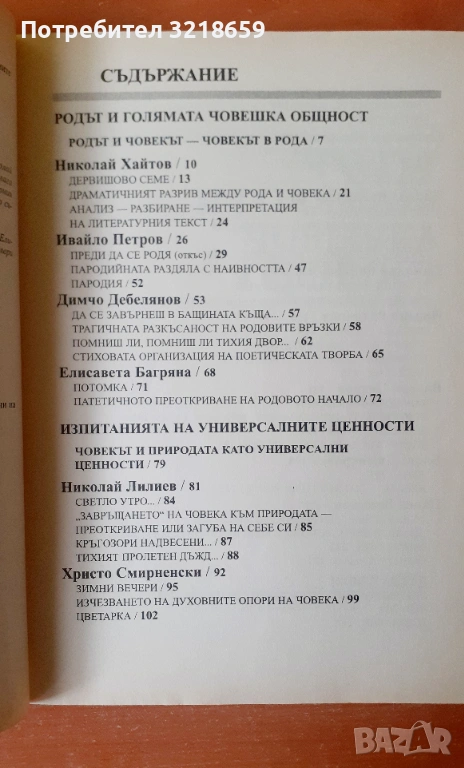 Потребител 3218659
СЪДЪРЖАНИЕ
РОДЪТ И ГОЛЯМАТА ЧОВЕШКА ОБЩНОСТ
РОДЪТ И ЧОВЕКЪТ — ЧОВЕКЪТ В РОДА / 7
Николай Хайтов / 10
ДЕРВИШОВО СЕМЕ / 13
ДРАМАТИЧНИЯТ РАЗРИВ МЕЖДУ РОДА И ЧОВЕКА / 21
АНАЛИЗ — РАЗБИРАНЕ — ИНТЕРПРЕТАЦИЯ
НА ЛИТЕРАТУРНИЯ ТЕКСТ / 24
Ивайло Петров / 26
ПРЕДИ ДА СЕ РОДЯ (откъс) / 29
ПАРОДИЙНАТА РАЗДЯЛА С НАИВНОСТТА / 47
ПАРОДИЯ / 52
Димчо Дебелянов / 53
ДА СЕ ЗАВЪРНЕШ В БАЩИНАТА КЪЩА... / 57
ТРАГИЧНАТА РАЗКЪСАНОСТ НА РОДОВИТЕ ВРЪЗКИ / 58
ПОМНИШ ЛИ, ПОМНИШ ЛИ ТИХИЯ ДВОР... / 62
СТИХОВАТА ОРГАНИЗАЦИЯ НА ПОЕТИЧЕСКАТА ТВОРБА / 65
Елисавета Багряна / 68
ПОТОМКА / 71
ПАТЕТИЧНОТО ПРЕОТКРИВАНЕ НА РОДОВОТО НАЧАЛО / 72
ИЗПИТАНИЯТА НА УНИВЕРСАЛНИТЕ ЦЕННОСТИ
ЧОВЕКЪТ И ПРИРОДАТА КАТО УНИВЕРСАЛНИ
ЦЕННОСТИ / 79
Николай Лилиев / 81
СВЕТЛО УТРО... / 84
„ЗАВРЪЩАНЕТО“ НА ЧОВЕКА КЪМ ПРИРОДАТА —
ПРЕОТКРИВАНЕ ИЛИ ЗАГУБА НА СЕБЕ СИ / 85
КРЪГОЗОРИ НАДВЕСЕНИ... / 87
ТИХИЯТ ПРОЛЕТЕН ДЪЖД... / 88
Христо Смирненски / 92
ЗИМНИ ВЕЧЕРИ / 95
ИЗЧЕЗВАНЕТО НА ДУХОВНИТЕ ОПОРИ НА ЧОВЕКА / 99
ЦВЕТАРКА / 102
BAZAR